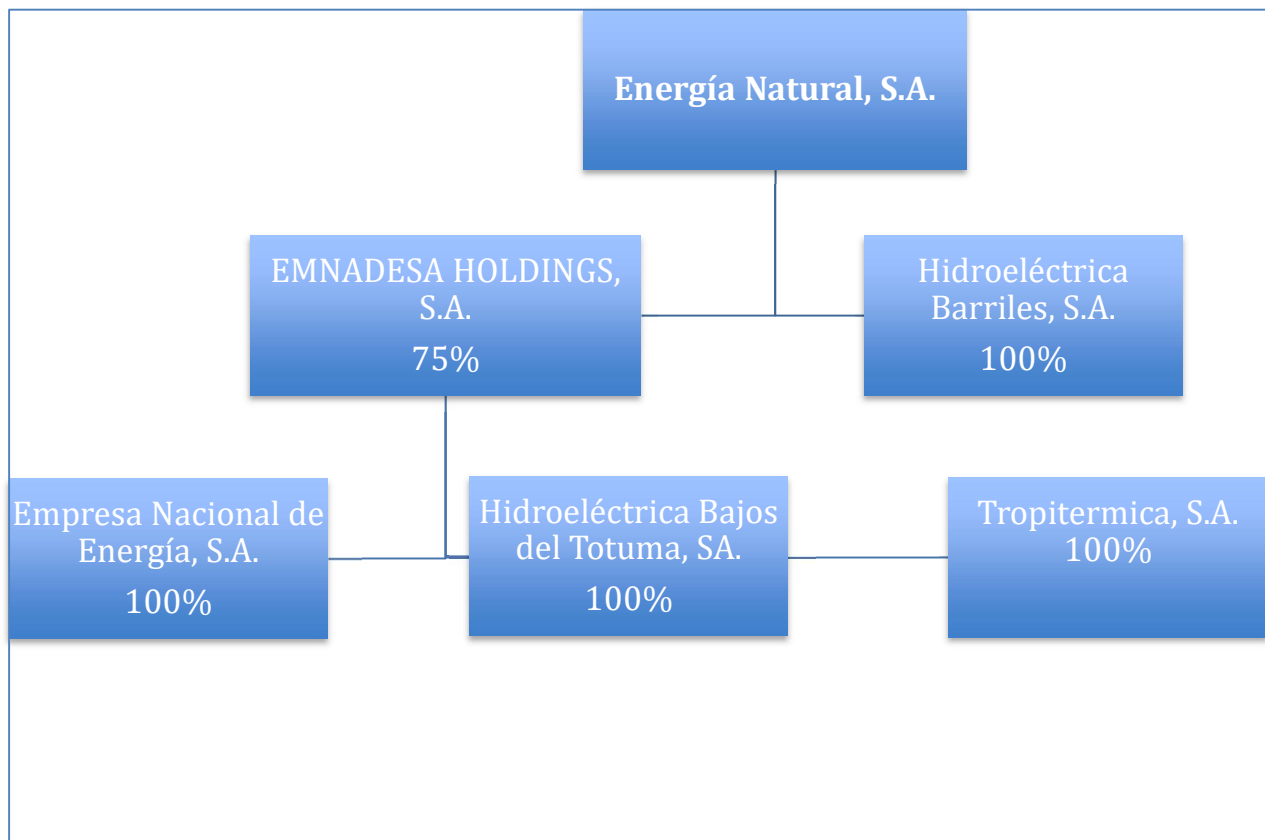 Energía Natural, S.A.
EMNADESA HOLDINGS,
S.A.
75%
Hidroeléctrica
Barriles, S.A.
100%
Empresa Nacional de
Energía, S.A.
100%
Hidroeléctrica Bajos
del Totuma, SA.
100%
Tropitermica, S.A.
100%